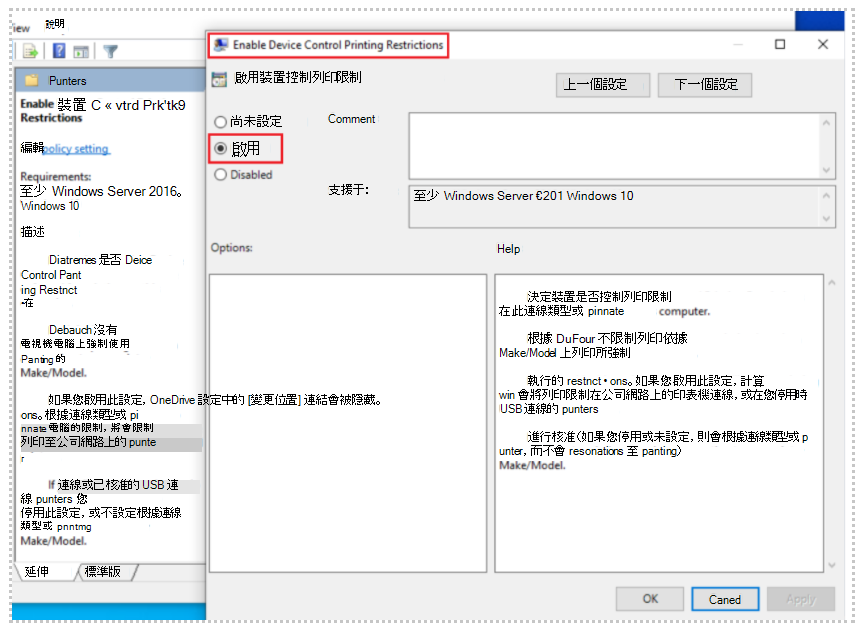 iew 說明
Punters
Enable 裝置 C « vtrd Prk'tk9
Restrictions
編輯policy setting
Requirements:
至少 Windows Server 2016。
Windows 10
描述
Diatremes 是否 Deice
Control Pant
ing Restnct
-在
Debauch 沒有
電視機電腦上強制使用
Panting 的
Make/Model.
如果您啟用此設定, OneDrive 設定中的 [變更位置] 連結會被隱藏。
ons。根據連線類型或 pi
nnate 電腦的限制, 將會限制
列印至公司網路上的 punte
r
If 連線或已核准的 USB 連
線 punters 您
停用此設定, 或不設定根據連線
類型或 pnntmg
Make/Model.
延伸
標準版
Enable Device Control Printing Restrictions
啟用裝置控制列印限制
上一個設定
下一個設定
尚未設定
啟用
Disabled
Comment
支援于:
至少 Windows Server €201 Windows 10
Options:
Help
決定裝置是否控制列印限制
在此連線類型或 pinnate computer.
根據 DuFour 不限制列印依據
Make/Model 上列印所強制
執行的 restnct • ons。如果您啟用此設定, 計算
win 會將列印限制在公司網路上的印表機連線, 或在您停用時
USB 連線的 punters
進行核准(如果您停用或未設定, 則會根據連線類型或 p
unter, 而不會 resonations 至 panting)
Make/Model.
OK
Caned
Apply